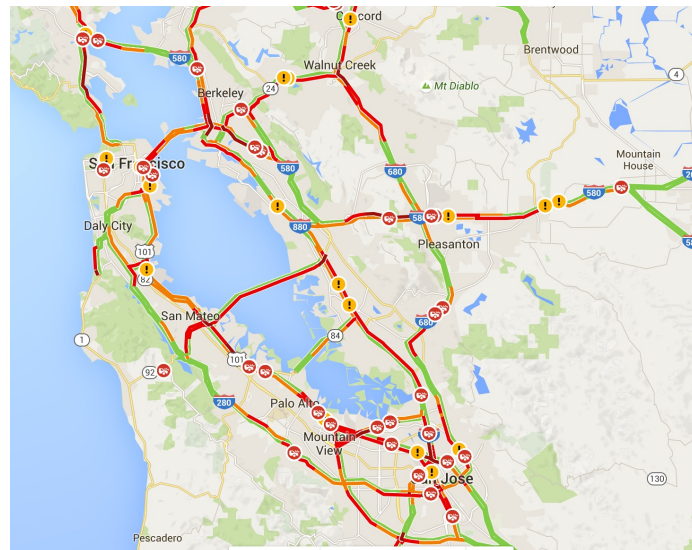 C cord
Brentwood
Walnut Creek
580
4
24
Mt Diablo
Berkeley
Mountain
House
San Francisco
580
680
580
Daly City
880
58
Pleasanton
101
82
San Mateo
680
1
84
101
92
280
Palo Alto
Mountain
View
San Jose
130
Pescadero